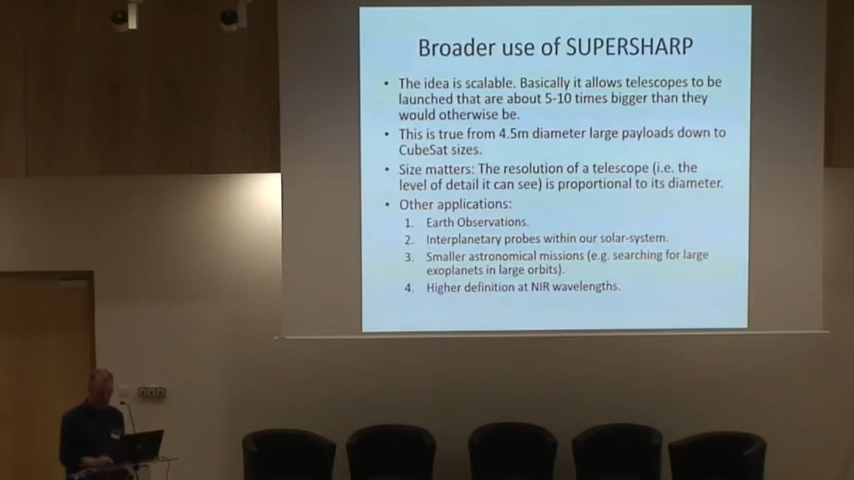 Broader use of SUPERSHARP
• The idea is scalable. Basically it allows telescopes to be
launched that are about 5-10 times bigger than they
would otherwise be.
• This is true from 4.5m diameter large payloads down to
CubeSat sizes.
• Size matters: The resolution of a telescope (i.e. the
level of detail it can see) is proportional to its diameter.
• Other applications:
1. Earth Observations.
2. Interplanetary probes within our solar-system.
3. Smaller astronomical missions (e.g. searching for large
exoplanets in large orbits).
4. Higher definition at NIR wavelengths.